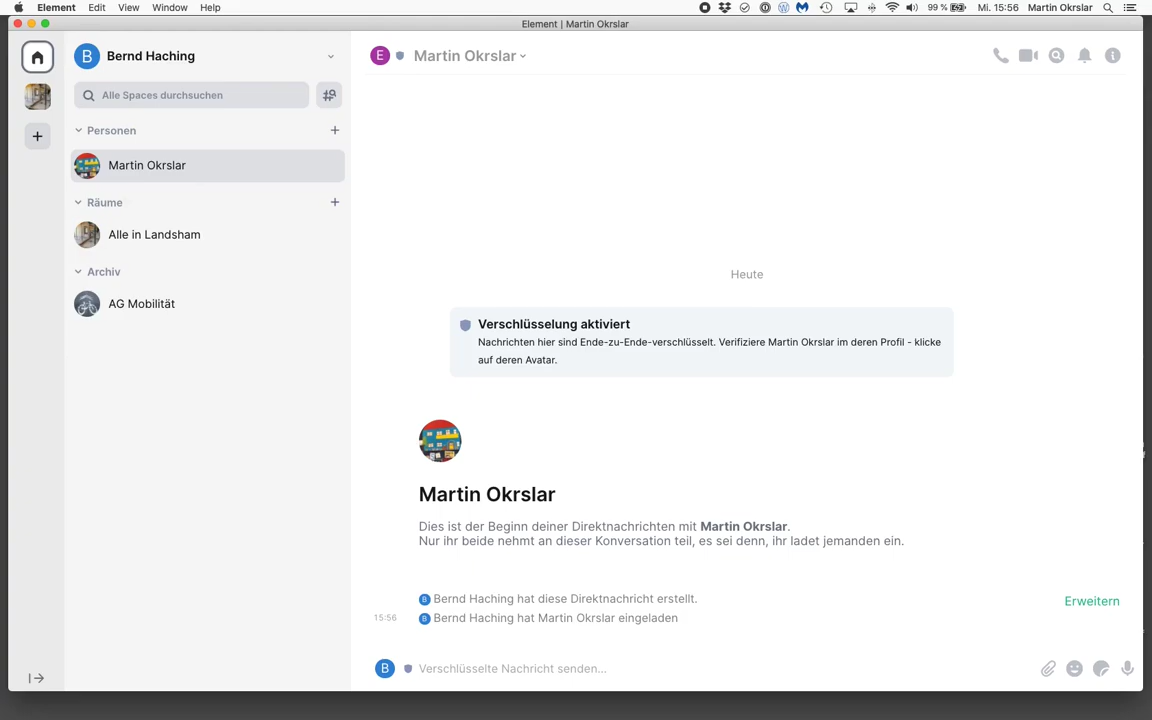 Element Edit View Window Help
99 % Mi. 15:56 Martin Okrslar
Element | Martin Okrslar
B Bernd Haching
Alle Spaces durchsuchen
Personen
Martin Okrslar
Räume
Alle in Landsham
Archiv
AG Mobilität
E Martin Okrslar
Heute
Verschlüsselung aktiviert
Nachrichten hier sind Ende-zu-Ende-verschlüsselt. Verifiziere Martin Okrslar im deren Profil - klicke
auf deren Avatar.
Martin Okrslar
Dies ist der Beginn deiner Direktnachrichten mit Martin Okrslar.
Nur ihr beide nehmt an dieser Konversation teil, es sei denn, ihr ladet jemanden ein.
B Bernd Haching hat diese Direktnachricht erstellt.
Erweitern
15:56 B Bernd Haching hat Martin Okrslar eingeladen
B Verschlüsselte Nachricht senden...